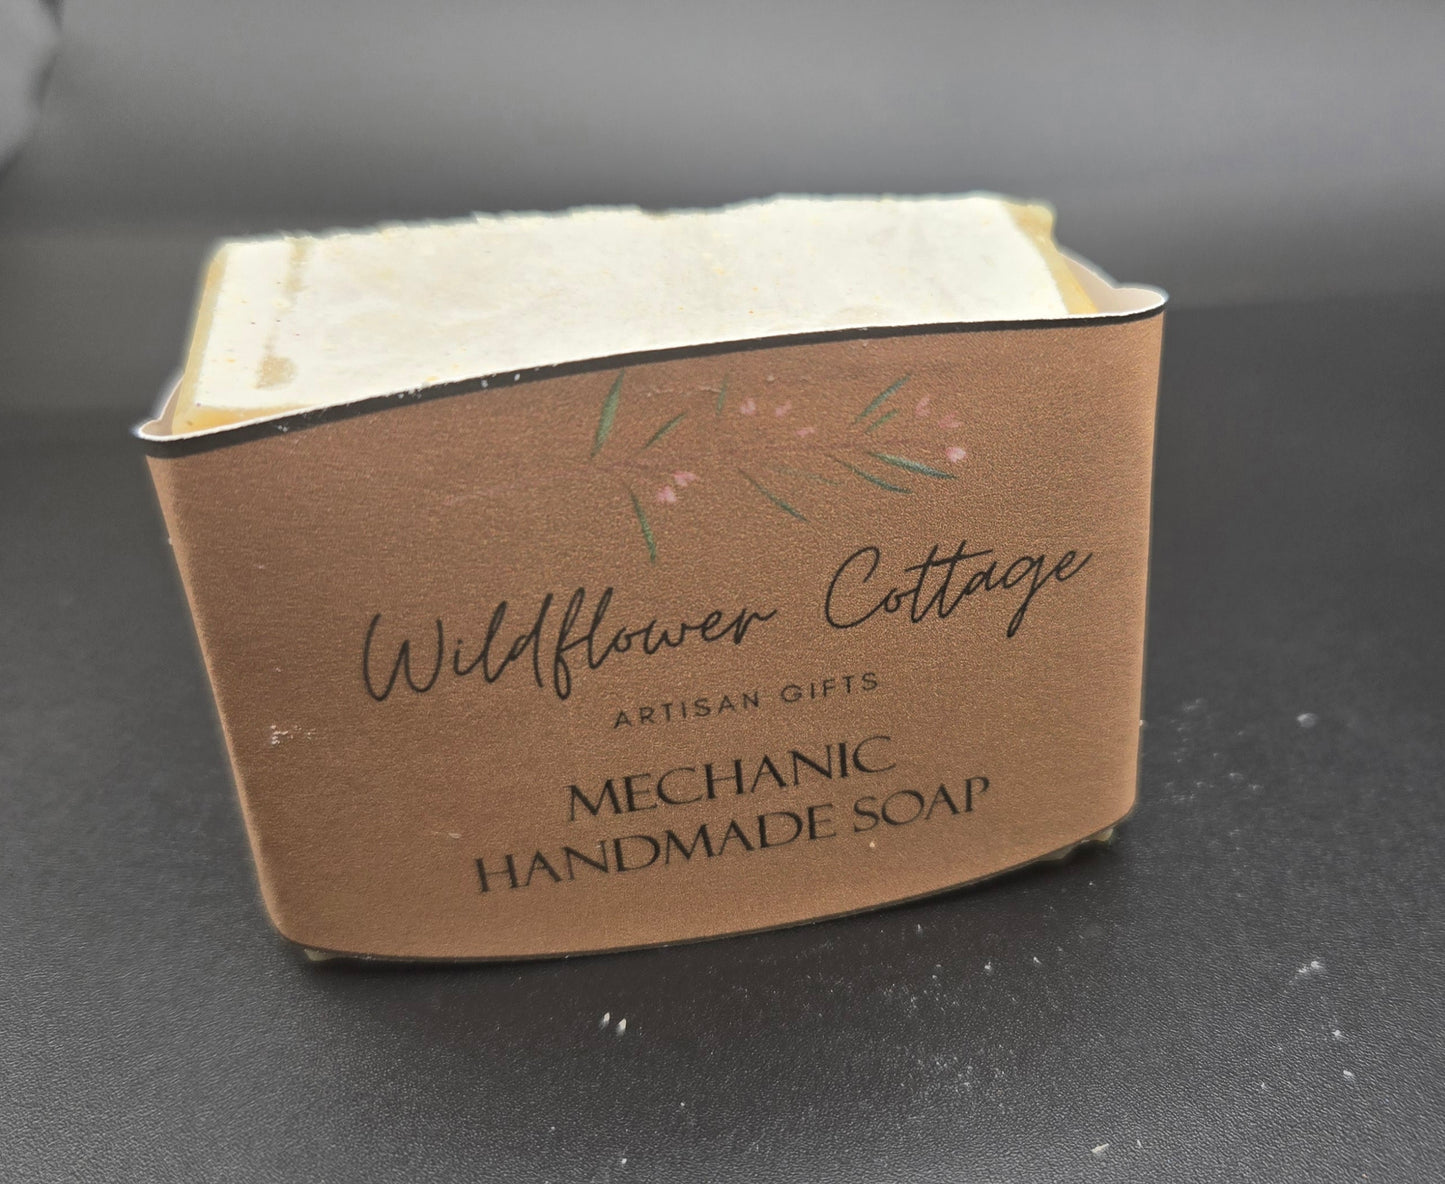 Wildflower Cottage
ARTISAN GIFTS
MECHANIC
HANDMADE SOAP